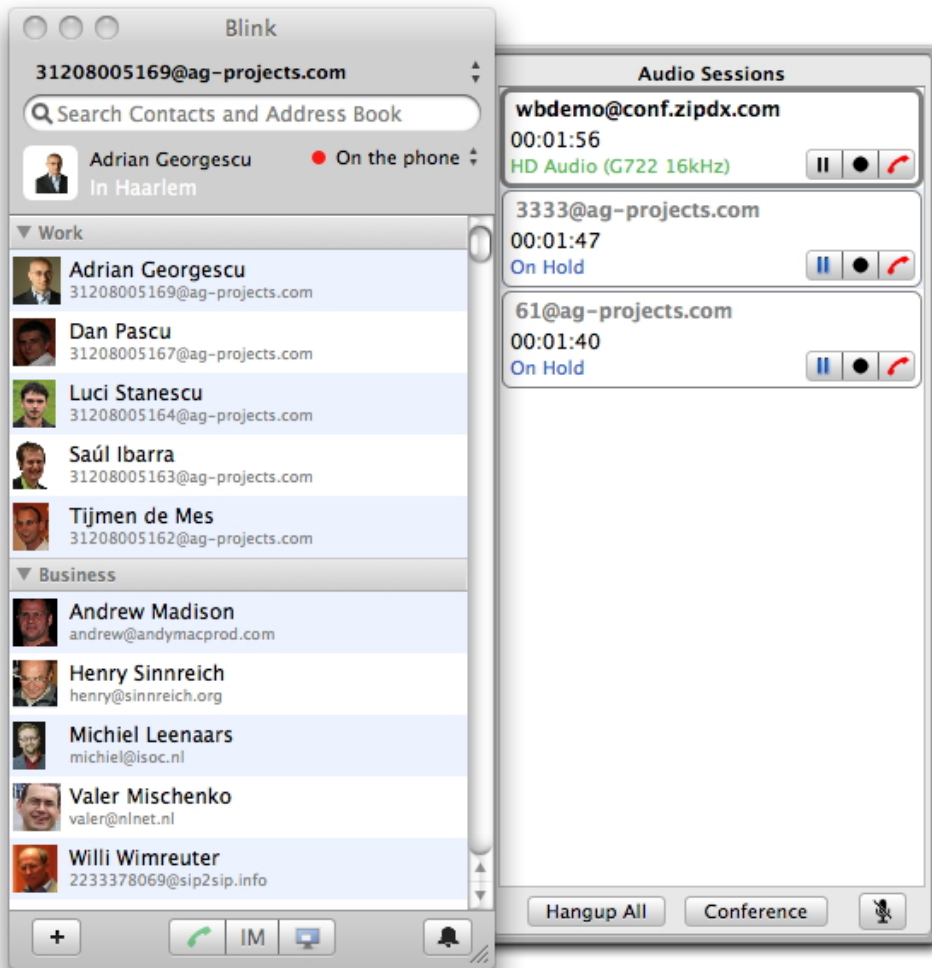 Blink
31208005169@ag-projects.com
Search Contacts and Address Book
Adrian Georgescu
On the phone
In Haarlem
Work
Adrian Georgescu
31208005169@ag-projects.com
Dan Pascu
31208005167@ag-projects.com
Luci Stanescu
31208005164@ag-projects.com
Saúl Ibarra
31208005163@ag-projects.com
Tijmen de Mes
31208005162@ag-projects.com
Business
Andrew Madison
andrew@andymacprod.com
Henry Sinnreich
henry@sinnreich.org
Michiel Leenaars
michiel@isoc.nl
Valer Mischenko
valer@nlnet.nl
Willi Wimreuter
2233378069@sip2sip.info
+
IM
Audio Sessions
wbdemo@conf.zipdx.com
00:01:56
HD Audio (G722 16kHz)
3333@ag-projects.com
00:01:47
On Hold
61@ag-projects.com
00:01:40
On Hold
Hangup All
Conference